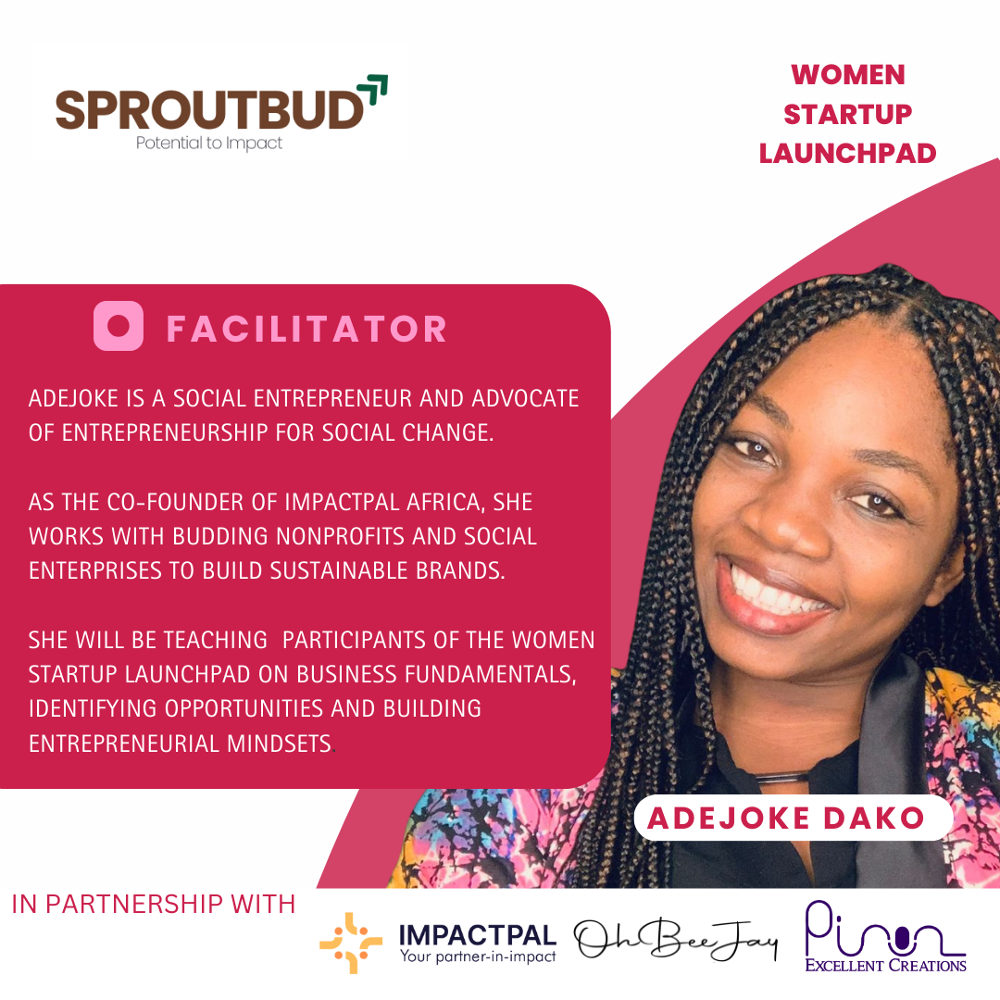 SPROUTBUD
Potential to Impact
WOMEN
STARTUP
LAUNCHPAD
FACILITATOR
ADEJOKE IS A SOCIAL ENTREPRENEUR AND ADVOCATE
OF ENTREPRENEURSHIP FOR SOCIAL CHANGE.
AS THE CO-FOUNDER OF IMPACTPAL AFRICA, SHE
WORKS WITH BUDDING NONPROFITS AND SOCIAL
ENTERPRISES TO BUILD SUSTAINABLE BRANDS.
SHE WILL BE TEACHING PARTICIPANTS OF THE WOMEN
STARTUP LAUNCHPAD ON BUSINESS FUNDAMENTALS,
IDENTIFYING OPPORTUNITIES AND BUILDING
ENTREPRENEURIAL MINDSETS.
ADEJOKE DAKO
IN PARTNERSHIP WITH
IMPACTPAL
Your partner-in-impact
OhBeeJay
EXCELLENT CREATIONS